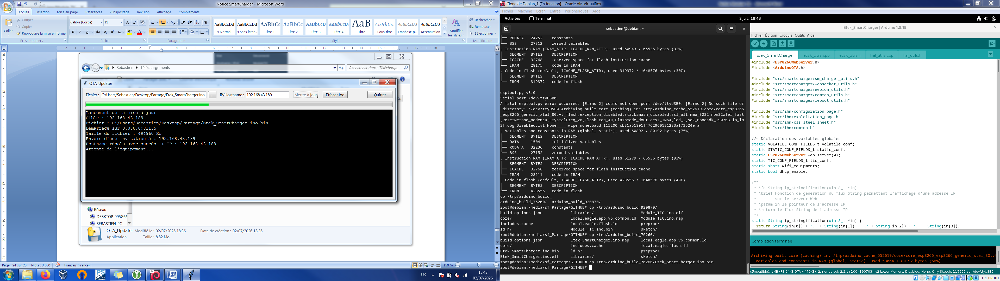 Notice SmartCharger - Microsoft Word
Accueil Insertion Mise en page Références Publipostage Révision Affichage Compléments
Coller
Couper
Copier
Reproduire la mise en forme
Presse-papiers
Calibri (Corps) 11
Police
Paragraphe
AaBbCcDd AaBbCcDd AaBbCc AaBbCc AaBbCcD AaBbCcDd AaB AaBbCcI AaBbCcDd AaBbCcDd
¶ Normal ¶ Sans inter... Titre 1 Titre 2 Titre 3 Titre 4 Titre Sous-titre Emphase p... Accentuation
Style
Modifier les styles
Rechercher
Remplacer
Sélectionner
Modification
Sebastien Téléchargements
Rechercher dans : Télécharge...
OTA_Updater
Fichier : C:/Users/Sebastien/Desktop/Partage/Etek_SmartCharger.ino. ... IP/Hostname : 192.168.43.189 Mettre à jour Effacer log Quitter
Lancement de la mise à jour
Cible : 192.168.43.189
Fichier : C:/Users/Sebastien/Desktop/Partage/Etek_SmartCharger.ino.bin
Démarrage sur 0.0.0.0:31135
Taille du fichier : 494960 Ko
Envois d'une invitation à : 192.168.43.189
Hostname résolu avec succès -> IP : 192.168.43.189
Attente de l'équipement...
Réseau
DESKTOP-995G66
SEBASTIEN-PC
OTA_Updater Modifié le : 02/07/2026 18:36 Date de création : 02/07/2026 18:36
Application Taille : 8,82 Mo
Page : 24 sur 25 Mots : 3 530 Français (France) 150 %
FR 18:43
02/07/2026
Clone de Debian_1 [En fonction] - Oracle VM VirtualBox
Fichier Machine Écran Entrée Périphériques Aide
Activités Terminal 2 juil. 18:43
sebastien@debian: ~
├── RODATA 24252 constants
└── BSS 27312 zeroed variables
. Instruction RAM (IRAM_ATTR, ICACHE_RAM_ATTR), used 60943 / 65536 bytes (92%)
SEGMENT BYTES DESCRIPTION
├── ICACHE 32768 reserved space for flash instruction cache
└── IRAM 28175 code in IRAM
. Code in flash (default, ICACHE_FLASH_ATTR), used 319372 / 1048576 bytes (30%)
SEGMENT BYTES DESCRIPTION
└── IROM 319372 code in flash
esptool.py v3.0
Serial port /dev/ttyUSB0
A fatal esptool.py error occurred: [Errno 2] could not open port /dev/ttyUSB0: [Errno 2] No such file or
directory: '/dev/ttyUSB0'Archiving built core (caching) in: /tmp/arduino_cache_552619/core/core_esp8266
_esp8266_generic_xtal_80,vt_flash,exception_disabled,stacksmash_disabled,ssl_all,mmu_3232,non32xfer_fast
,ResetMethod_nodemcu,CrystalFreq_26,FlashFreq_40,FlashMode_dout,eesz_1M64,led_2,sdk_nonosdk_190703,ip_lm
2f,dbg_Disabled,lvl_None____,wipe_none,baud_115200_cb31a51891f4762960131283af73524e.a
. Variables and constants in RAM (global, static), used 60892 / 80192 bytes (75%)
SEGMENT BYTES DESCRIPTION
├── DATA 1504 initialized variables
├── RODATA 32236 constants
└── BSS 27152 zeroed variables
. Instruction RAM (IRAM_ATTR, ICACHE_RAM_ATTR), used 61279 / 65536 bytes (93%)
SEGMENT BYTES DESCRIPTION
├── ICACHE 32768 reserved space for flash instruction cache
└── IRAM 28511 code in IRAM
. Code in flash (default, ICACHE_FLASH_ATTR), used 428556 / 1048576 bytes (40%)
SEGMENT BYTES DESCRIPTION
└── IROM 428556 code in flash
cp /tmp/arduino_build_
arduino_build_76260/ arduino_build_920870/
root@debian:/media/sf_Partage/GITHUB# cp /tmp/arduino_build_920870/
build.options.json libraries/ Module_TIC.ino.elf
core/ local.eagle.app.v6.common.ld Module_TIC.ino.map
includes.cache local.eagle.flash.ld preproc/
ld_h/ Module_TIC.ino.bin sketch/
root@debian:/media/sf_Partage/GITHUB# cp /tmp/arduino_build_76260/
build.options.json Etek_SmartCharger.ino.map local.eagle.app.v6.common.ld
core/ includes.cache local.eagle.flash.ld
Etek_SmartCharger.ino.bin ld_h/ preproc/
Etek_SmartCharger.ino.elf libraries/ sketch/
root@debian:/media/sf_Partage/GITHUB# cp /tmp/arduino_build_76260/Etek_SmartCharger.ino.bin .
root@debian:/media/sf_Partage/GITHUB#
Etek_SmartCharger | Arduino 1.8.19
Fichier Édition Croquis Outils Aide
Etek_SmartCharger et3k_utils.cpp et3k_utils.h hal_utils.cpp hal_utils.h
#include <ESP8266WebServer.h>
#include <ArduinoOTA.h>
#include "src/smartcharger/sm_charger_utils.h"
#include "src/smartcharger/websocket_utils.h"
#include "src/smartcharger/eeprom_utils.h"
#include "src/smartcharger/common_utils.h"
#include "src/smartcharger/reboot_utils.h"
#include "src/ihm/configuration_page.h"
#include "src/ihm/exploitation_page.h"
#include "src/ihm/css_steel_sheet.h"
#include "src/ihm/common.h"
//< Déclaration des variables globales
static VOLATILE_CONF_FIELDS_t volatile_conf;
static STATIC_CONF_FIELDS_t static_conf;
static ESP8266WebServer web_server(0);
static TIC_CONF_FIELDS_t tic_conf;
static short wifi_equipments;
static bool dhcp_enable;
/**
* \fn String ip_stringification(uint8_t *in)
* \brief Fonction de generation du flux String permettant l'affichage d'une adresse IP
* sur le serveur Web
* \param in le pointeur de l'adresse IP
* \return le flux String de l'adresse IP
*/
static String ip_stringification(uint8_t *in) {
return String(in[0]) + '.' + String(in[1]) + '.' + String(in[2]) + '.' + String(in[3]);
Compilation terminée.
Archiving built core (caching) in: /tmp/arduino_cache_552619/core/core_esp8266_esp8266_generic_xtal_80,vt
. Variables and constants in RAM (global, static), used 53064 / 80192 bytes (66%)
ompatible), 1MB (FS:64KB OTA:~470KB), 2, nonos-sdk 2.2.1+100 (190703), v2 Lower Memory, Disabled, None, Only Sketch, 115200 sur /dev/ttyUSB0
CTRL DROITE